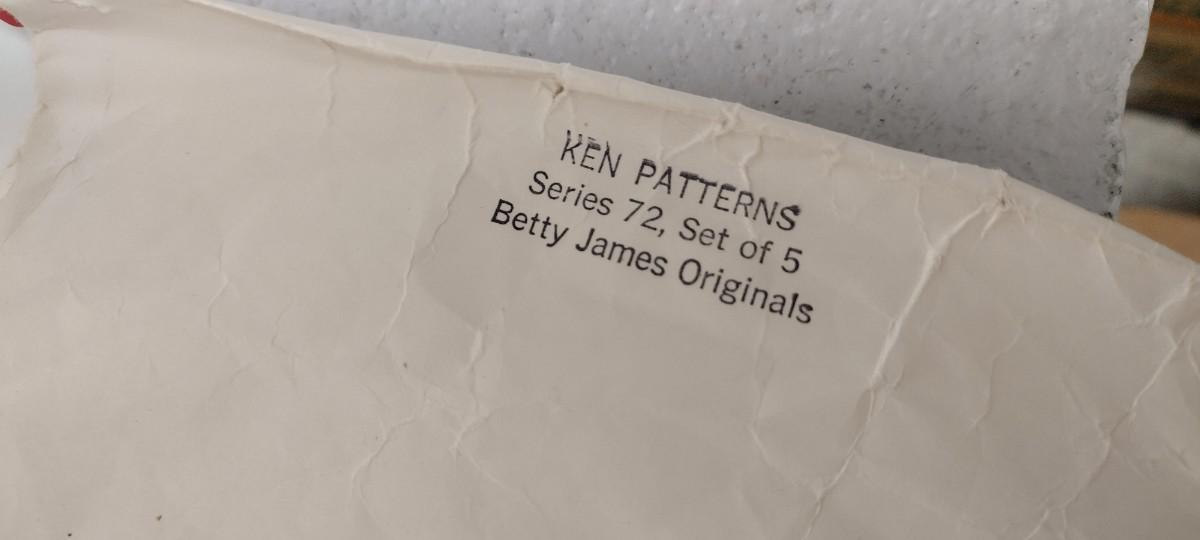 KEN PATTERNS
Series 72, Set of 5
Betty James Originals